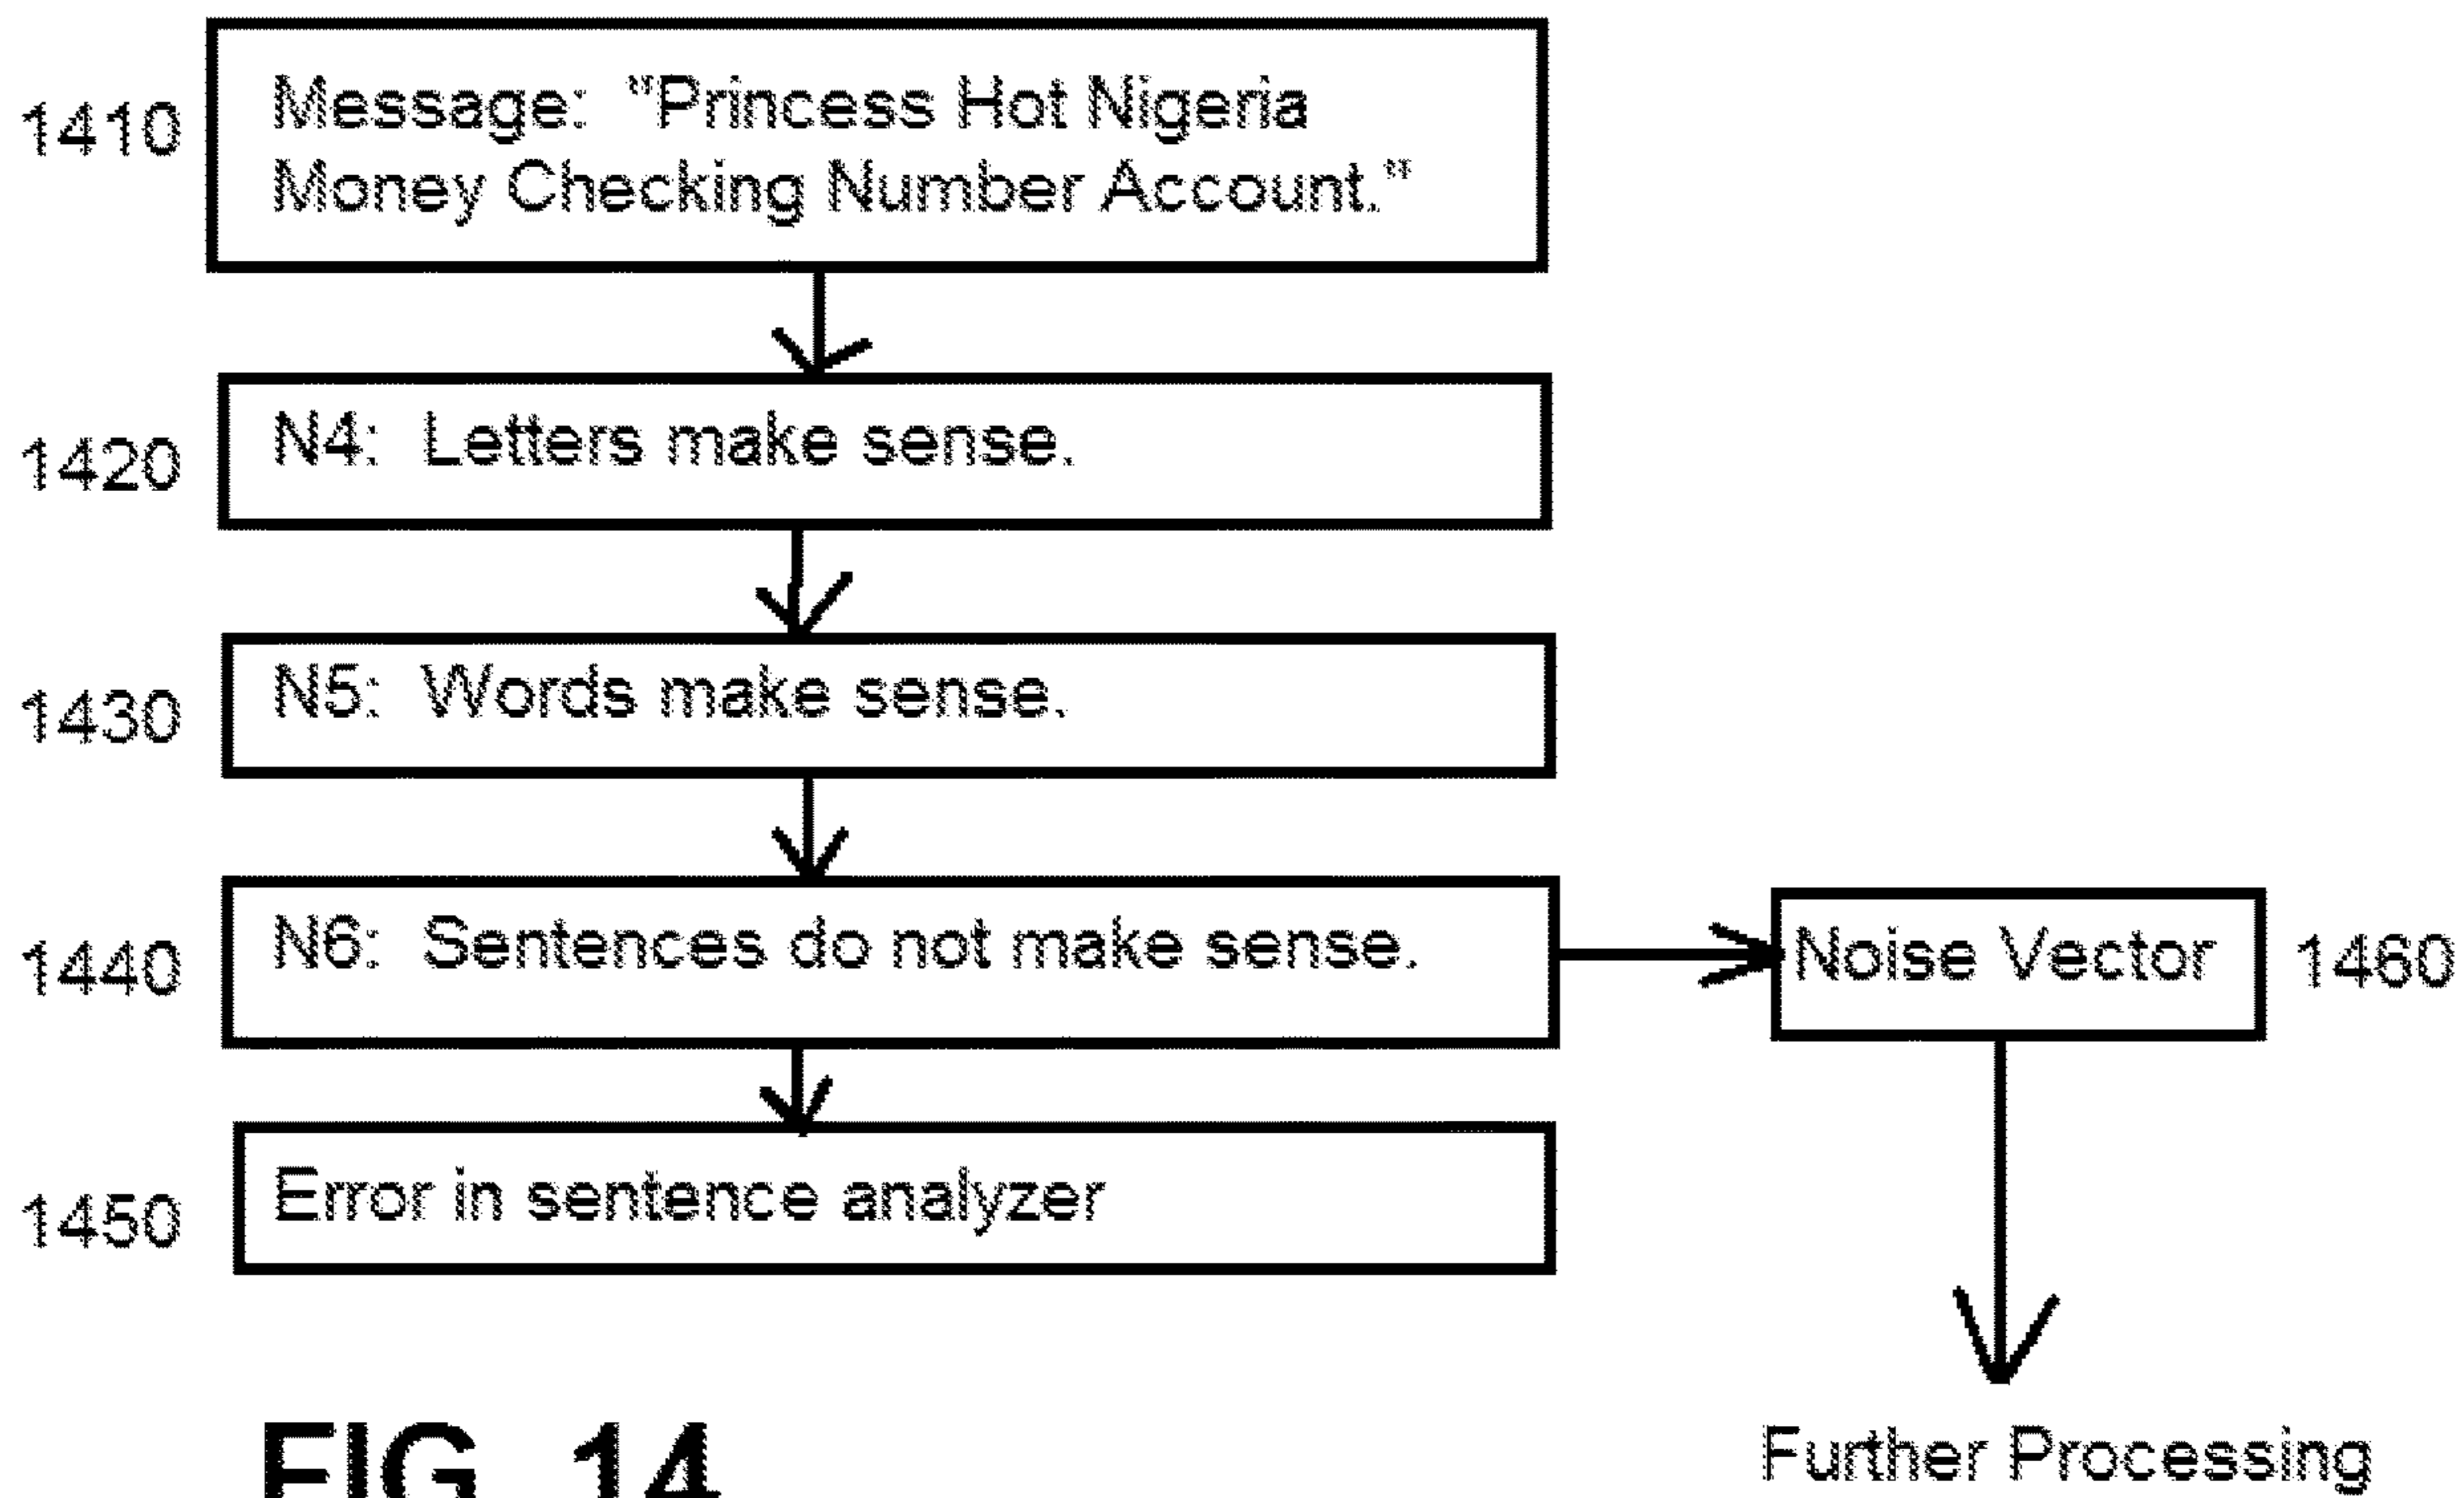 1410
Message: "Princess Hot Nigeria
Money Checking Number Account."
1420
N4: Letters make sense.
1430
N5: Words make sense.
1440
N6: Sentences do not make sense.
Noise Vector
1460
1450
Error in sentence analyzer
Further Processing
FIG. 14